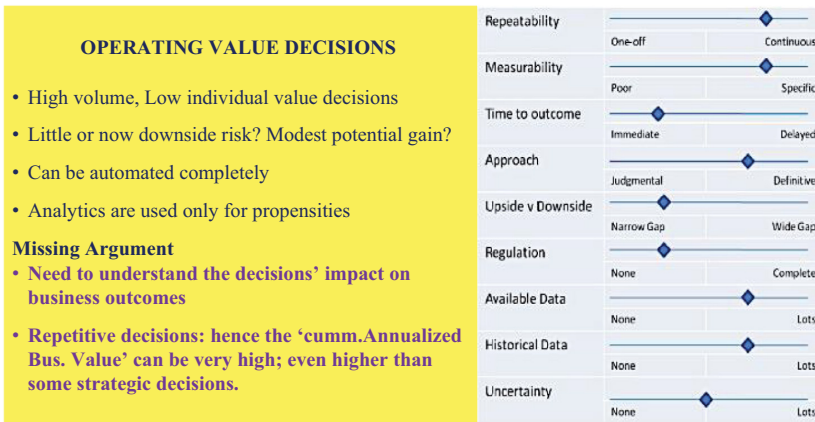 OPERATING VALUE DECISIONS
• High volume, Low individual value decisions
• Little or now downside risk? Modest potential gain?
• Can be automated completely
• Analytics are used only for propensities
Missing Argument
• Need to understand the decisions’ impact on
business outcomes
• Repetitive decisions: hence the ‘cumm.Annualized
Bus. Value’ can be very high; even higher than
some strategic decisions.
Repeatability
One-off Continuous
Measurability
Poor Specific
Time to outcome
Immediate Delayed
Approach
Judgmental Definitive
Upside v Downside
Narrow Gap Wide Gap
Regulation
None Complete
Available Data
None Lots
Historical Data
None Lots
Uncertainty
None Lots